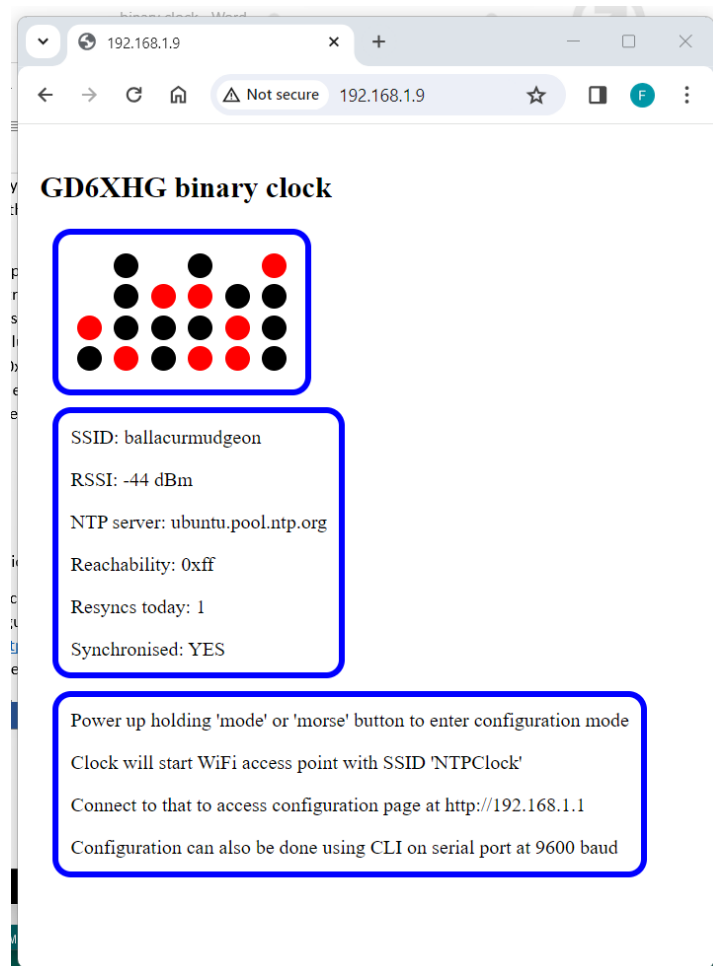 binary clock - Word
192.168.1.9
Not secure 192.168.1.9
F
GD6XHG binary clock
SSID: ballacurmudgeon
RSSI: -44 dBm
NTP server: ubuntu.pool.ntp.org
Reachability: 0xff
Resyncs today: 1
Synchronised: YES
Power up holding 'mode' or 'morse' button to enter configuration mode
Clock will start WiFi access point with SSID 'NTPClock'
Connect to that to access configuration page at http://192.168.1.1
Configuration can also be done using CLI on serial port at 9600 baud